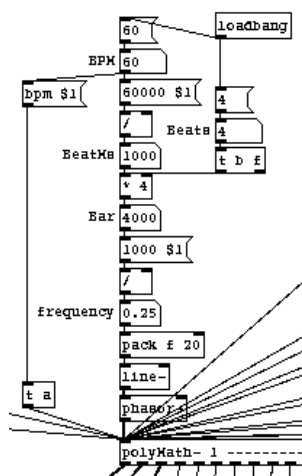 60 loadbang
BPM 60
bpm $1 60000 $1 4
/ Beats 4
BeatMs 1000 t b f
* 4
Bar 4000
1000 $1
/
frequency 0.25
pack f 20
line~
t a phasor~
polyMath~ 1